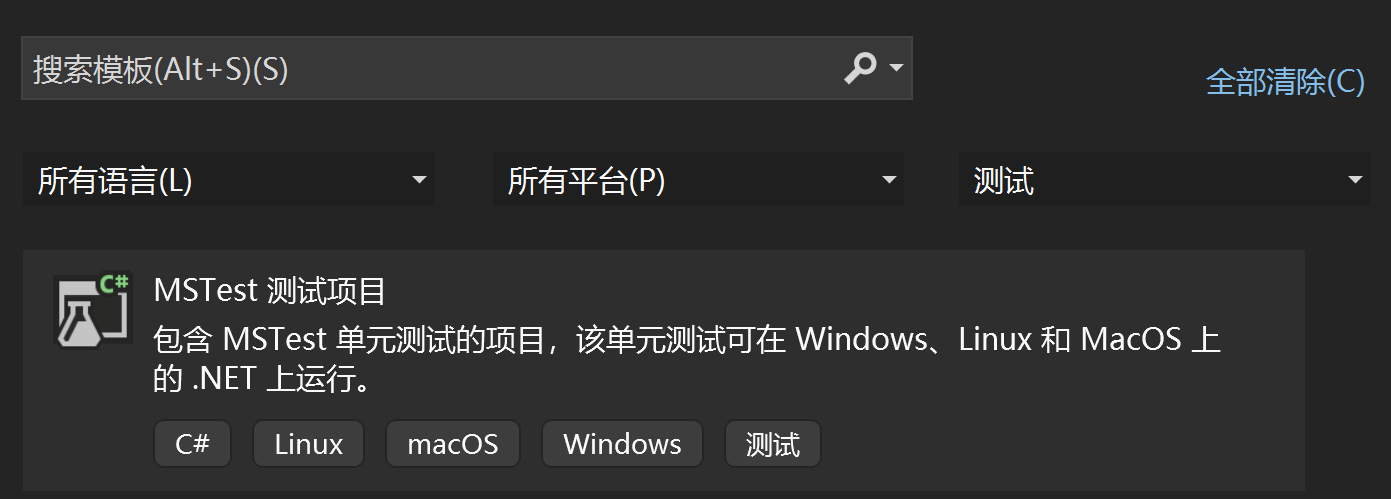 搜索模板(Alt+S)(S)
全部清除(C)
所有语言(L)
所有平台(P)
测试
C#
MSTest 测试项目
包含 MSTest 单元测试的项目，该单元测试可在 Windows、Linux 和 MacOS 上
的 .NET 上运行。
C#
Linux
macOS
Windows
测试